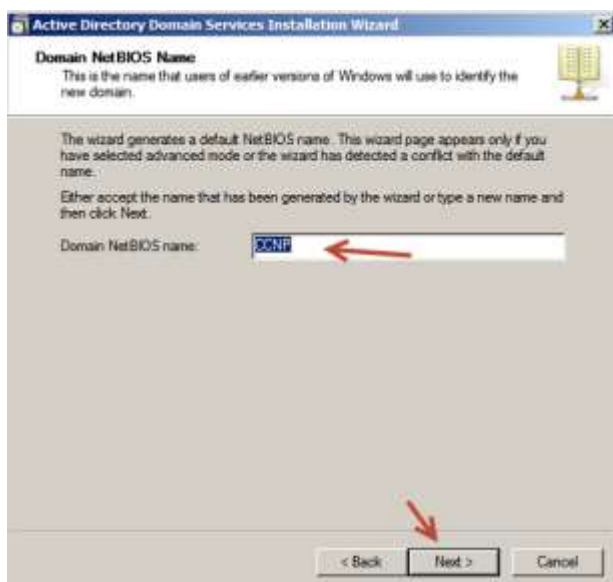 Active Directory Domain Services Installation Wizard
Domain NetBIOS Name
This is the name that users of earlier versions of Windows will use to identify the
new domain.
The wizard generates a default NetBIOS name. This wizard page appears only if you
have selected advanced mode or the wizard has detected a conflict with the default
name.
Either accept the name that has been generated by the wizard or type a new name and
then click Next.
Domain NetBIOS name:
CCNP
< Back
Next >
Cancel